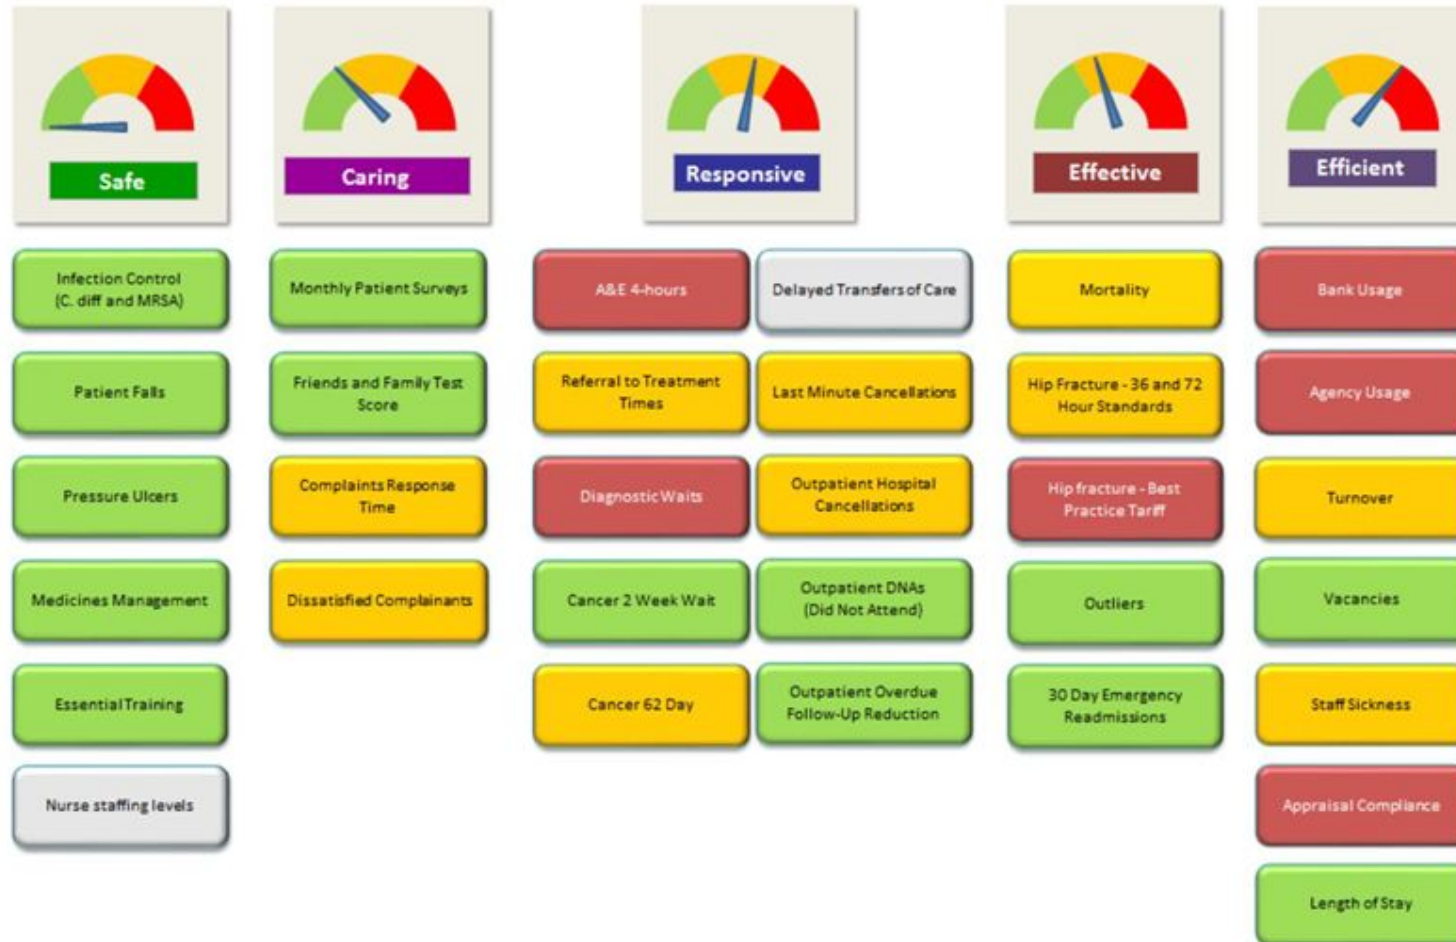 Safe
Caring
Responsive
Effective
Efficient
Infection Control
(C. diff and MRSA)
Patient Falls
Pressure Ulcers
Medicines Management
Essential Training
Nurse staffing levels
Monthly Patient Surveys
Friends and Family Test
Score
Complaints Response
Time
Dissatisfied Complainants
A&E 4-hours
Referral to Treatment
Times
Diagnostic Waits
Cancer 2 Week Wait
Cancer 62 Day
Delayed Transfers of Care
Last Minute Cancellations
Outpatient Hospital
Cancellations
Outpatient DNAs
(Did Not Attend)
Outpatient Overdue
Follow-Up Reduction
Mortality
Hip Fracture - 36 and 72
Hour Standards
Hip fracture - Best
Practice Tariff
Outliers
30 Day Emergency
Readmissions
Bank Usage
Agency Usage
Turnover
Vacancies
Staff Sickness
Appraisal Compliance
Length of Stay